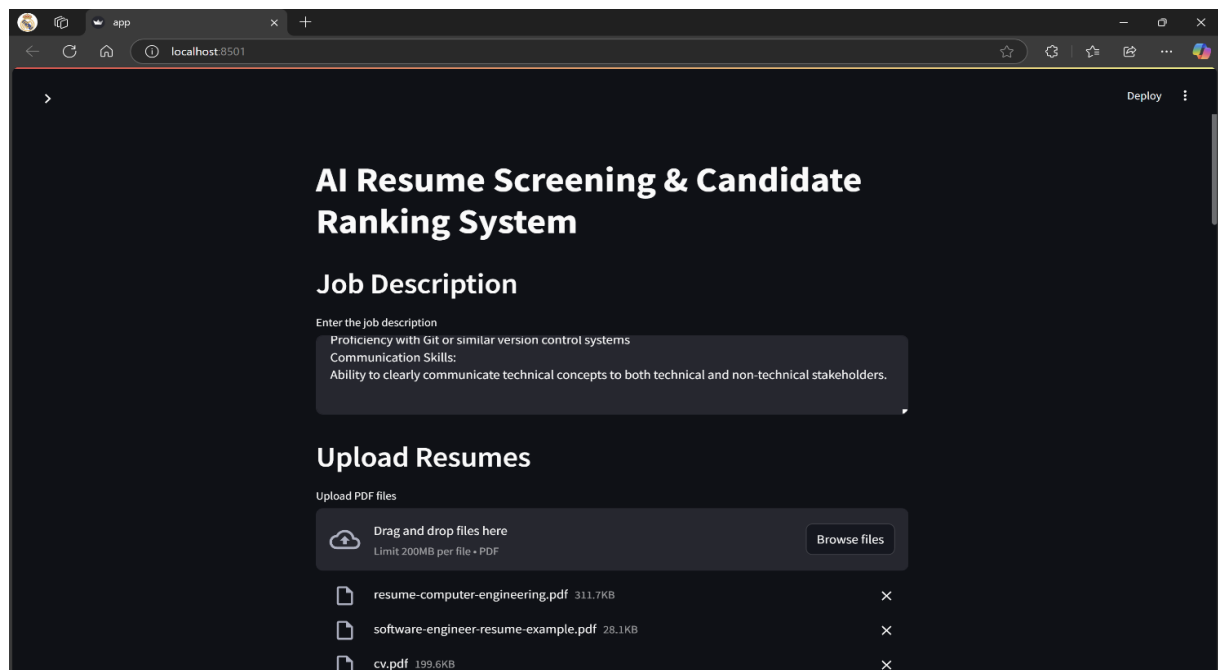 app
localhost:8501
Deploy
AI Resume Screening & Candidate
Ranking System
Job Description
Enter the job description
Proficiency with Git or similar version control systems
Communication Skills:
Ability to clearly communicate technical concepts to both technical and non-technical stakeholders.
Upload Resumes
Upload PDF files
Drag and drop files here
Limit 200MB per file • PDF
Browse files
resume-computer-engineering.pdf 311.7KB
software-engineer-resume-example.pdf 28.1KB
cv.pdf 199.6KB